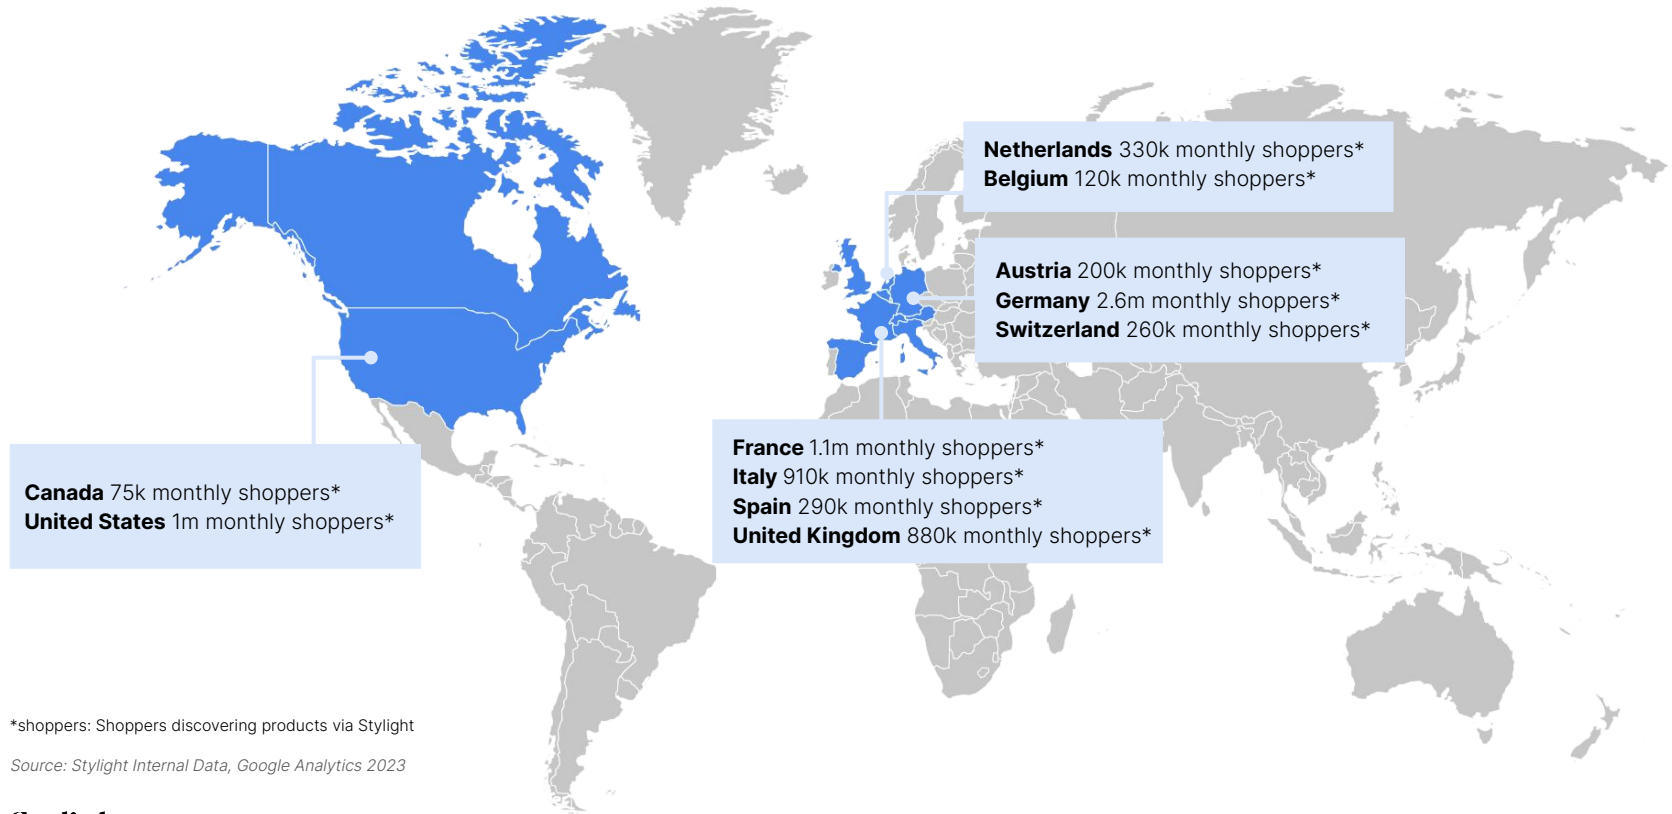 Netherlands 330k monthly shoppers*
Belgium 120k monthly shoppers*
Austria 200k monthly shoppers*
Germany 2.6m monthly shoppers*
Switzerland 260k monthly shoppers*
France 1.1m monthly shoppers*
Italy 910k monthly shoppers*
Spain 290k monthly shoppers*
United Kingdom 880k monthly shoppers*
Canada 75k monthly shoppers*
United States 1m monthly shoppers*
*shoppers: Shoppers discovering products via Stylight
Source: Stylight Internal Data, Google Analytics 2023